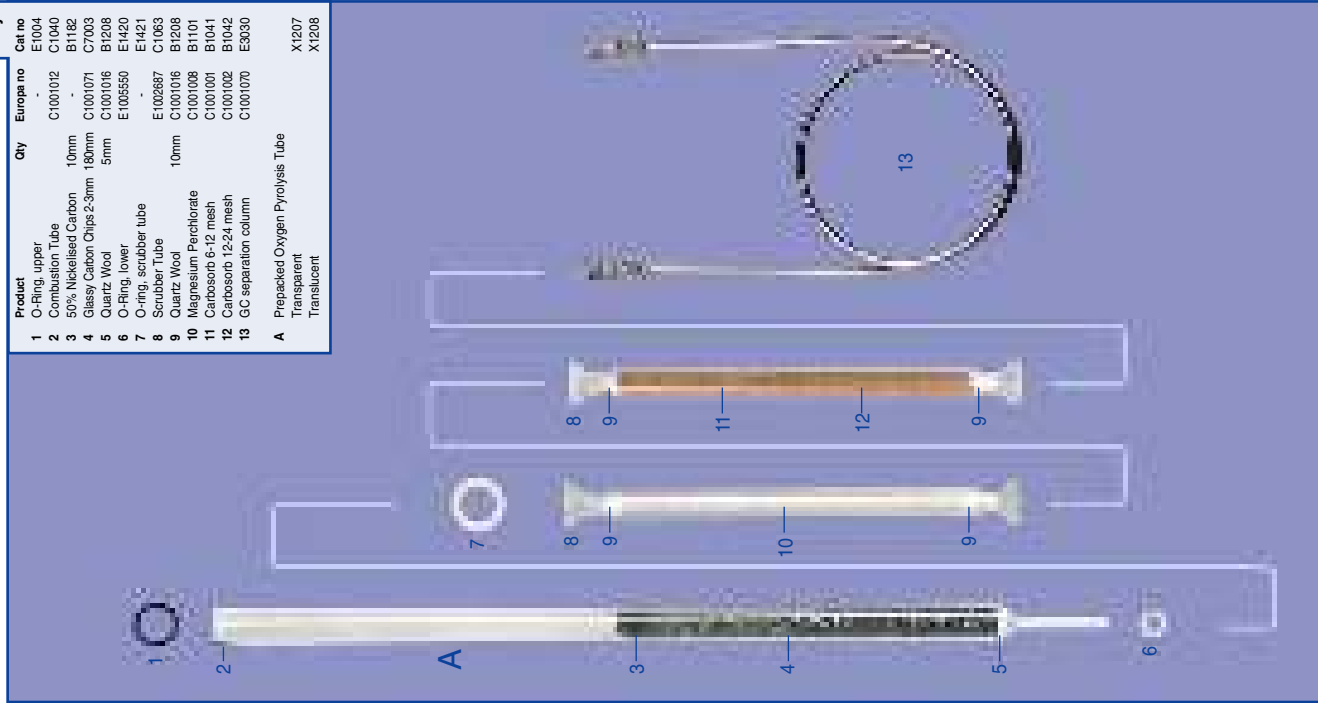 Product Qty Europa no Cat no
1 O-Ring, upper - E1004
2 Combustion Tube C1001012 C1040
3 50% Nickelised Carbon 10mm - B1182
4 Glassy Carbon Chips 2-3mm 180mm C1001071 C7003
5 Quartz Wool 5mm C1001016 B1208
6 O-Ring, lower E1005550 E1420
7 O-ring, scrubber tube - E1421
8 Scrubber Tube E1002687 C1063
9 Quartz Wool 10mm C1001016 B1208
10 Magnesium Perchlorate C1001008 B1101
11 Carbosorb 6-12 mesh C1001001 B1041
12 Carbosorb 12-24 mesh C1001002 B1042
13 GC separation column C1001070 E3030
A Prepacked Oxygen Pyrolysis Tube
Transparent X1207
Translucent X1208
1
2
A
3
4
5
6
7
8
9
10
9
8
9
11
12
9
13